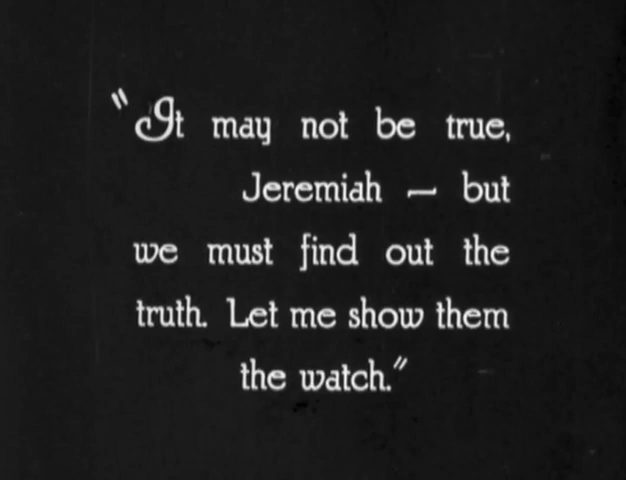 "It may not be true,
Jeremiah — but
we must find out the
truth. Let me show them
the watch."